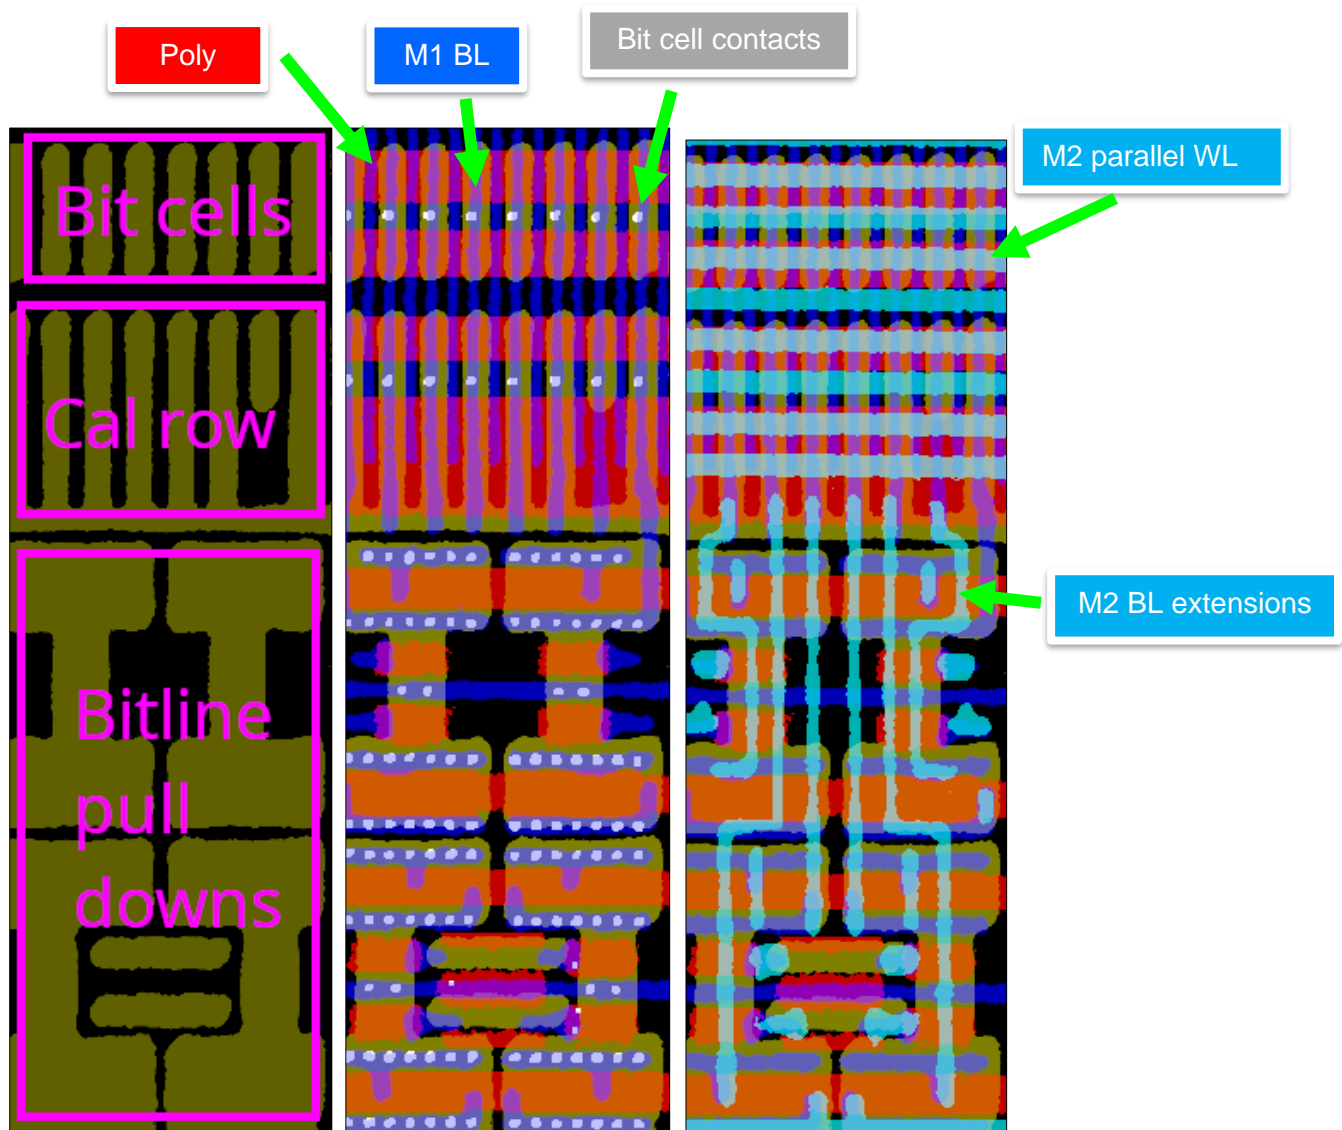 Poly
M1 BL
Bit cell contacts
M2 parallel WL
Bit cells
Cal row
M2 BL extensions
Bitline
pull
downs